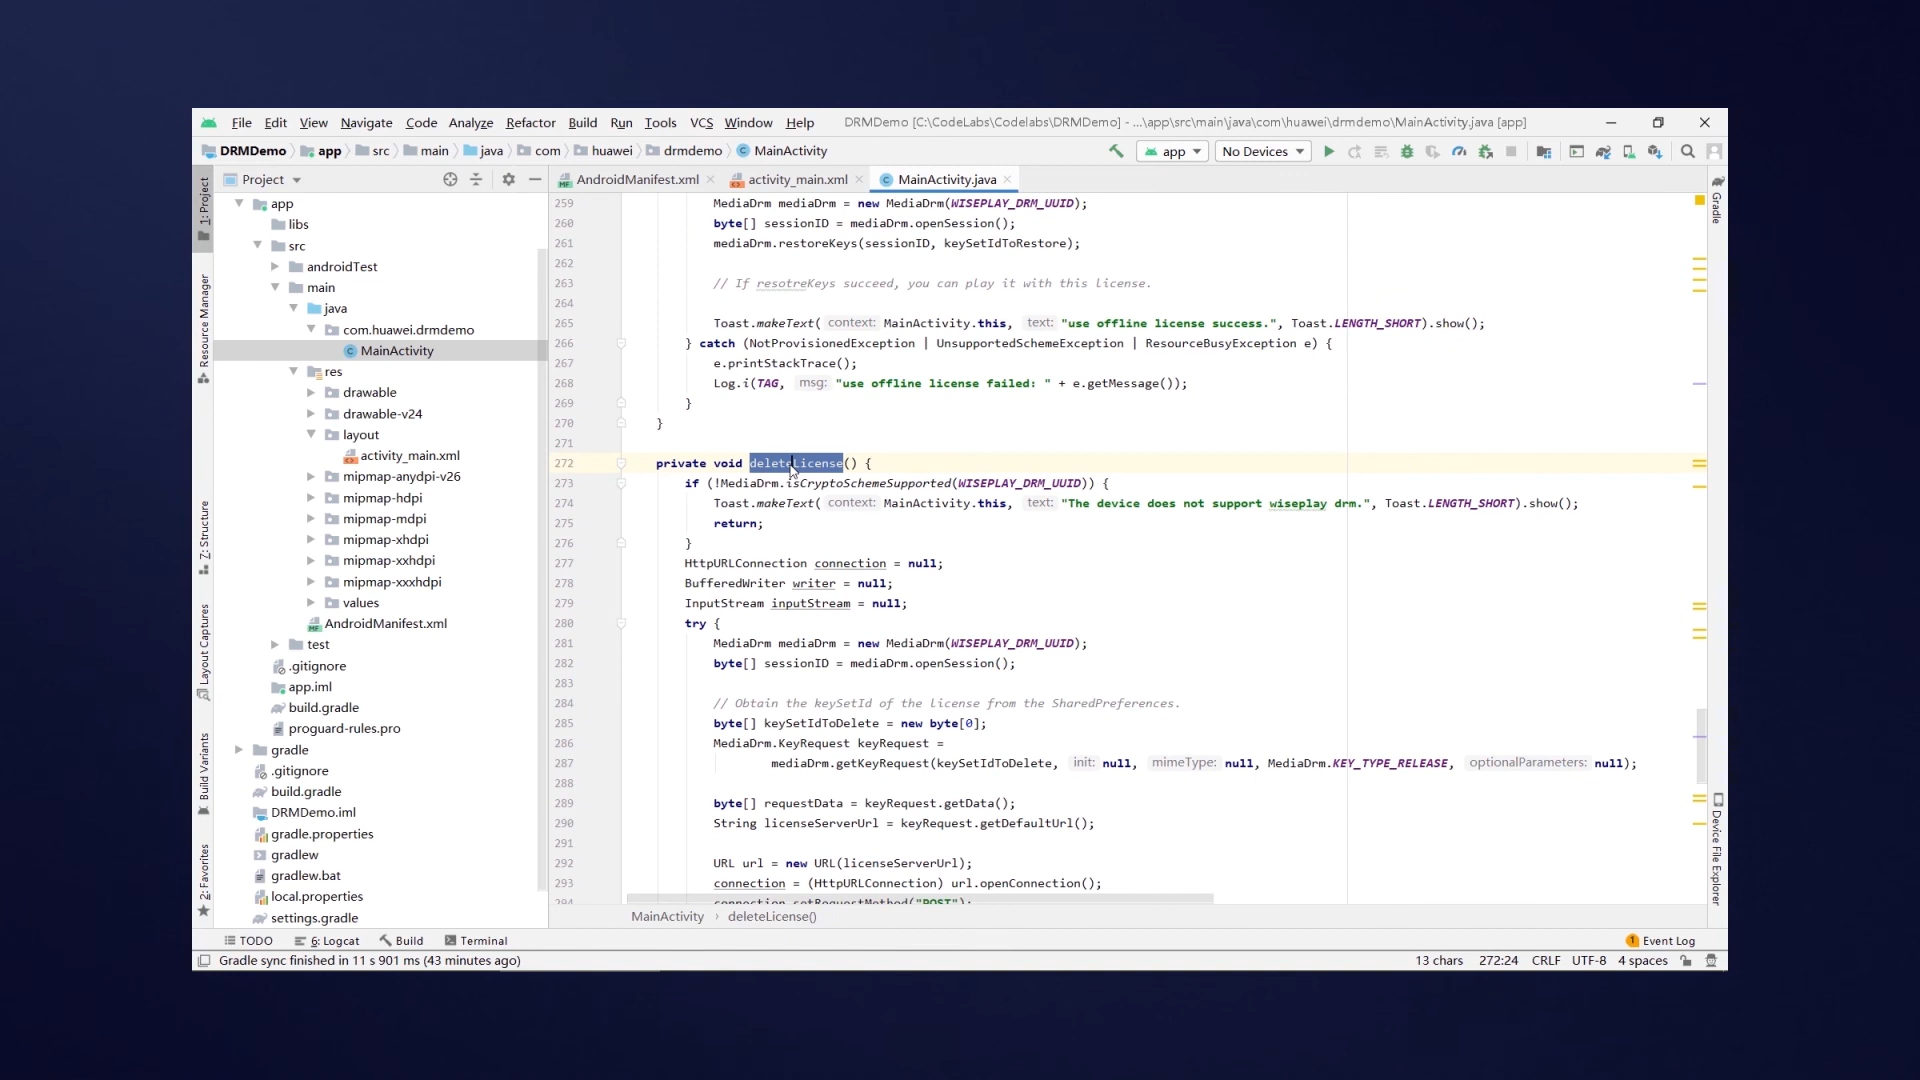 File Edit View Navigate Code Analyze Refactor Build Run Tools VCS Window Help DRMDemo [C:\CodeLabs\Codelabs\DRMDemo] - ...\app\src\main\java\com\huawei\drmdemo\MainActivity.java [app]
DRMDemo app src main java com huawei drmdemo MainActivity app No Devices
Project AndroidManifest.xml activity_main.xml MainActivity.java
1: Project
Resource Manager
Z: Structure
Layout Captures
Build Variants
2: Favorites
app
libs
src
androidTest
main
java
com.huawei.drmdemo
MainActivity
res
drawable
drawable-v24
layout
activity_main.xml
mipmap-anydpi-v26
mipmap-hdpi
mipmap-mdpi
mipmap-xhdpi
mipmap-xxhdpi
mipmap-xxxhdpi
values
AndroidManifest.xml
test
.gitignore
app.iml
build.gradle
proguard-rules.pro
gradle
.gitignore
build.gradle
DRMDemo.iml
gradle.properties
gradlew
gradlew.bat
local.properties
settings.gradle
259 MediaDrm mediaDrm = new MediaDrm(WISEPLAY_DRM_UUID);
260 byte[] sessionID = mediaDrm.openSession();
261 mediaDrm.restoreKeys(sessionID, keySetIdToRestore);
262
263 // If resotreKeys succeed, you can play it with this license.
264
265 Toast.makeText( context: MainActivity.this, text: "use offline license success.", Toast.LENGTH_SHORT).show();
266 } catch (NotProvisionedException | UnsupportedSchemeException | ResourceBusyException e) {
267 e.printStackTrace();
268 Log.i(TAG, msg: "use offline license failed: " + e.getMessage());
269 }
270 }
271
272 private void deleteLicense() {
273 if (!MediaDrm.isCryptoSchemeSupported(WISEPLAY_DRM_UUID)) {
274 Toast.makeText( context: MainActivity.this, text: "The device does not support wiseplay drm.", Toast.LENGTH_SHORT).show();
275 return;
276 }
277 HttpURLConnection connection = null;
278 BufferedWriter writer = null;
279 InputStream inputStream = null;
280 try {
281 MediaDrm mediaDrm = new MediaDrm(WISEPLAY_DRM_UUID);
282 byte[] sessionID = mediaDrm.openSession();
283
284 // Obtain the keySetId of the license from the SharedPreferences.
285 byte[] keySetIdToDelete = new byte[0];
286 MediaDrm.KeyRequest keyRequest =
287 mediaDrm.getKeyRequest(keySetIdToDelete, init: null, mimeType: null, MediaDrm.KEY_TYPE_RELEASE, optionalParameters: null);
288
289 byte[] requestData = keyRequest.getData();
290 String licenseServerUrl = keyRequest.getDefaultUrl();
291
292 URL url = new URL(licenseServerUrl);
293 connection = (HttpURLConnection) url.openConnection();
294 connection.setRequestMethod("POST");
MainActivity › deleteLicense()
Gradle
Device File Explorer
TODO 6: Logcat Build Terminal 1 Event Log
Gradle sync finished in 11 s 901 ms (43 minutes ago) 13 chars 272:24 CRLF UTF-8 4 spaces